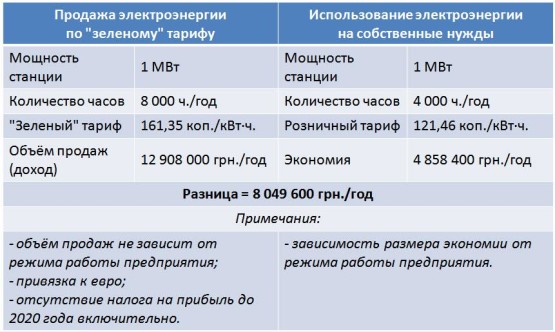 Продажа электроэнергии
по "зеленому" тарифу
Использование электроэнергии
на собственные нужды
Мощность
станции
1 МВт
Мощность
станции
1 МВт
Количество часов
8 000 ч./год
Количество часов
4 000 ч./год
"Зеленый" тариф
161,35 коп./кВт·ч.
Розничный тариф
121,46 коп./кВт·ч.
Объём продаж
(доход)
12 908 000 грн./год
Экономия
4 858 400 грн./год
Разница = 8 049 600 грн./год
Примечания:
- объём продаж не зависит от
режима работы предприятия;
- привязка к евро;
- отсутствие налога на прибыль до
2020 года включительно.
- зависимость размера экономии от
режима работы предприятия.